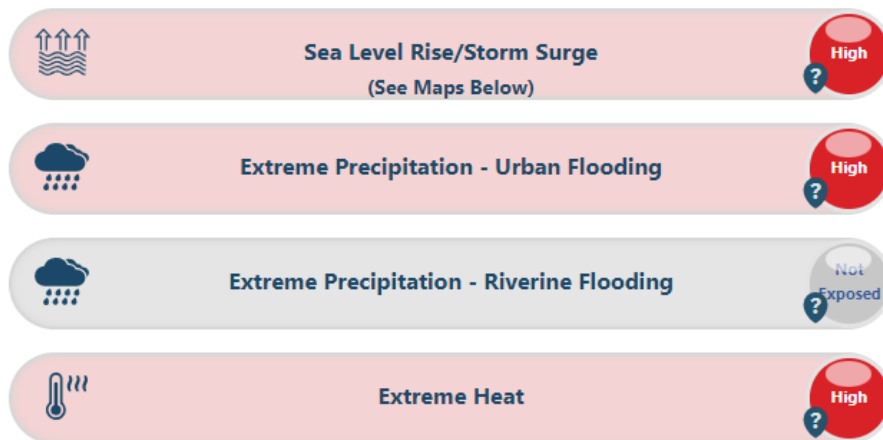 Sea Level Rise/Storm Surge
(See Maps Below)
High
?
Extreme Precipitation - Urban Flooding
High
?
Extreme Precipitation - Riverine Flooding
Not
Exposed
?
Extreme Heat
High
?